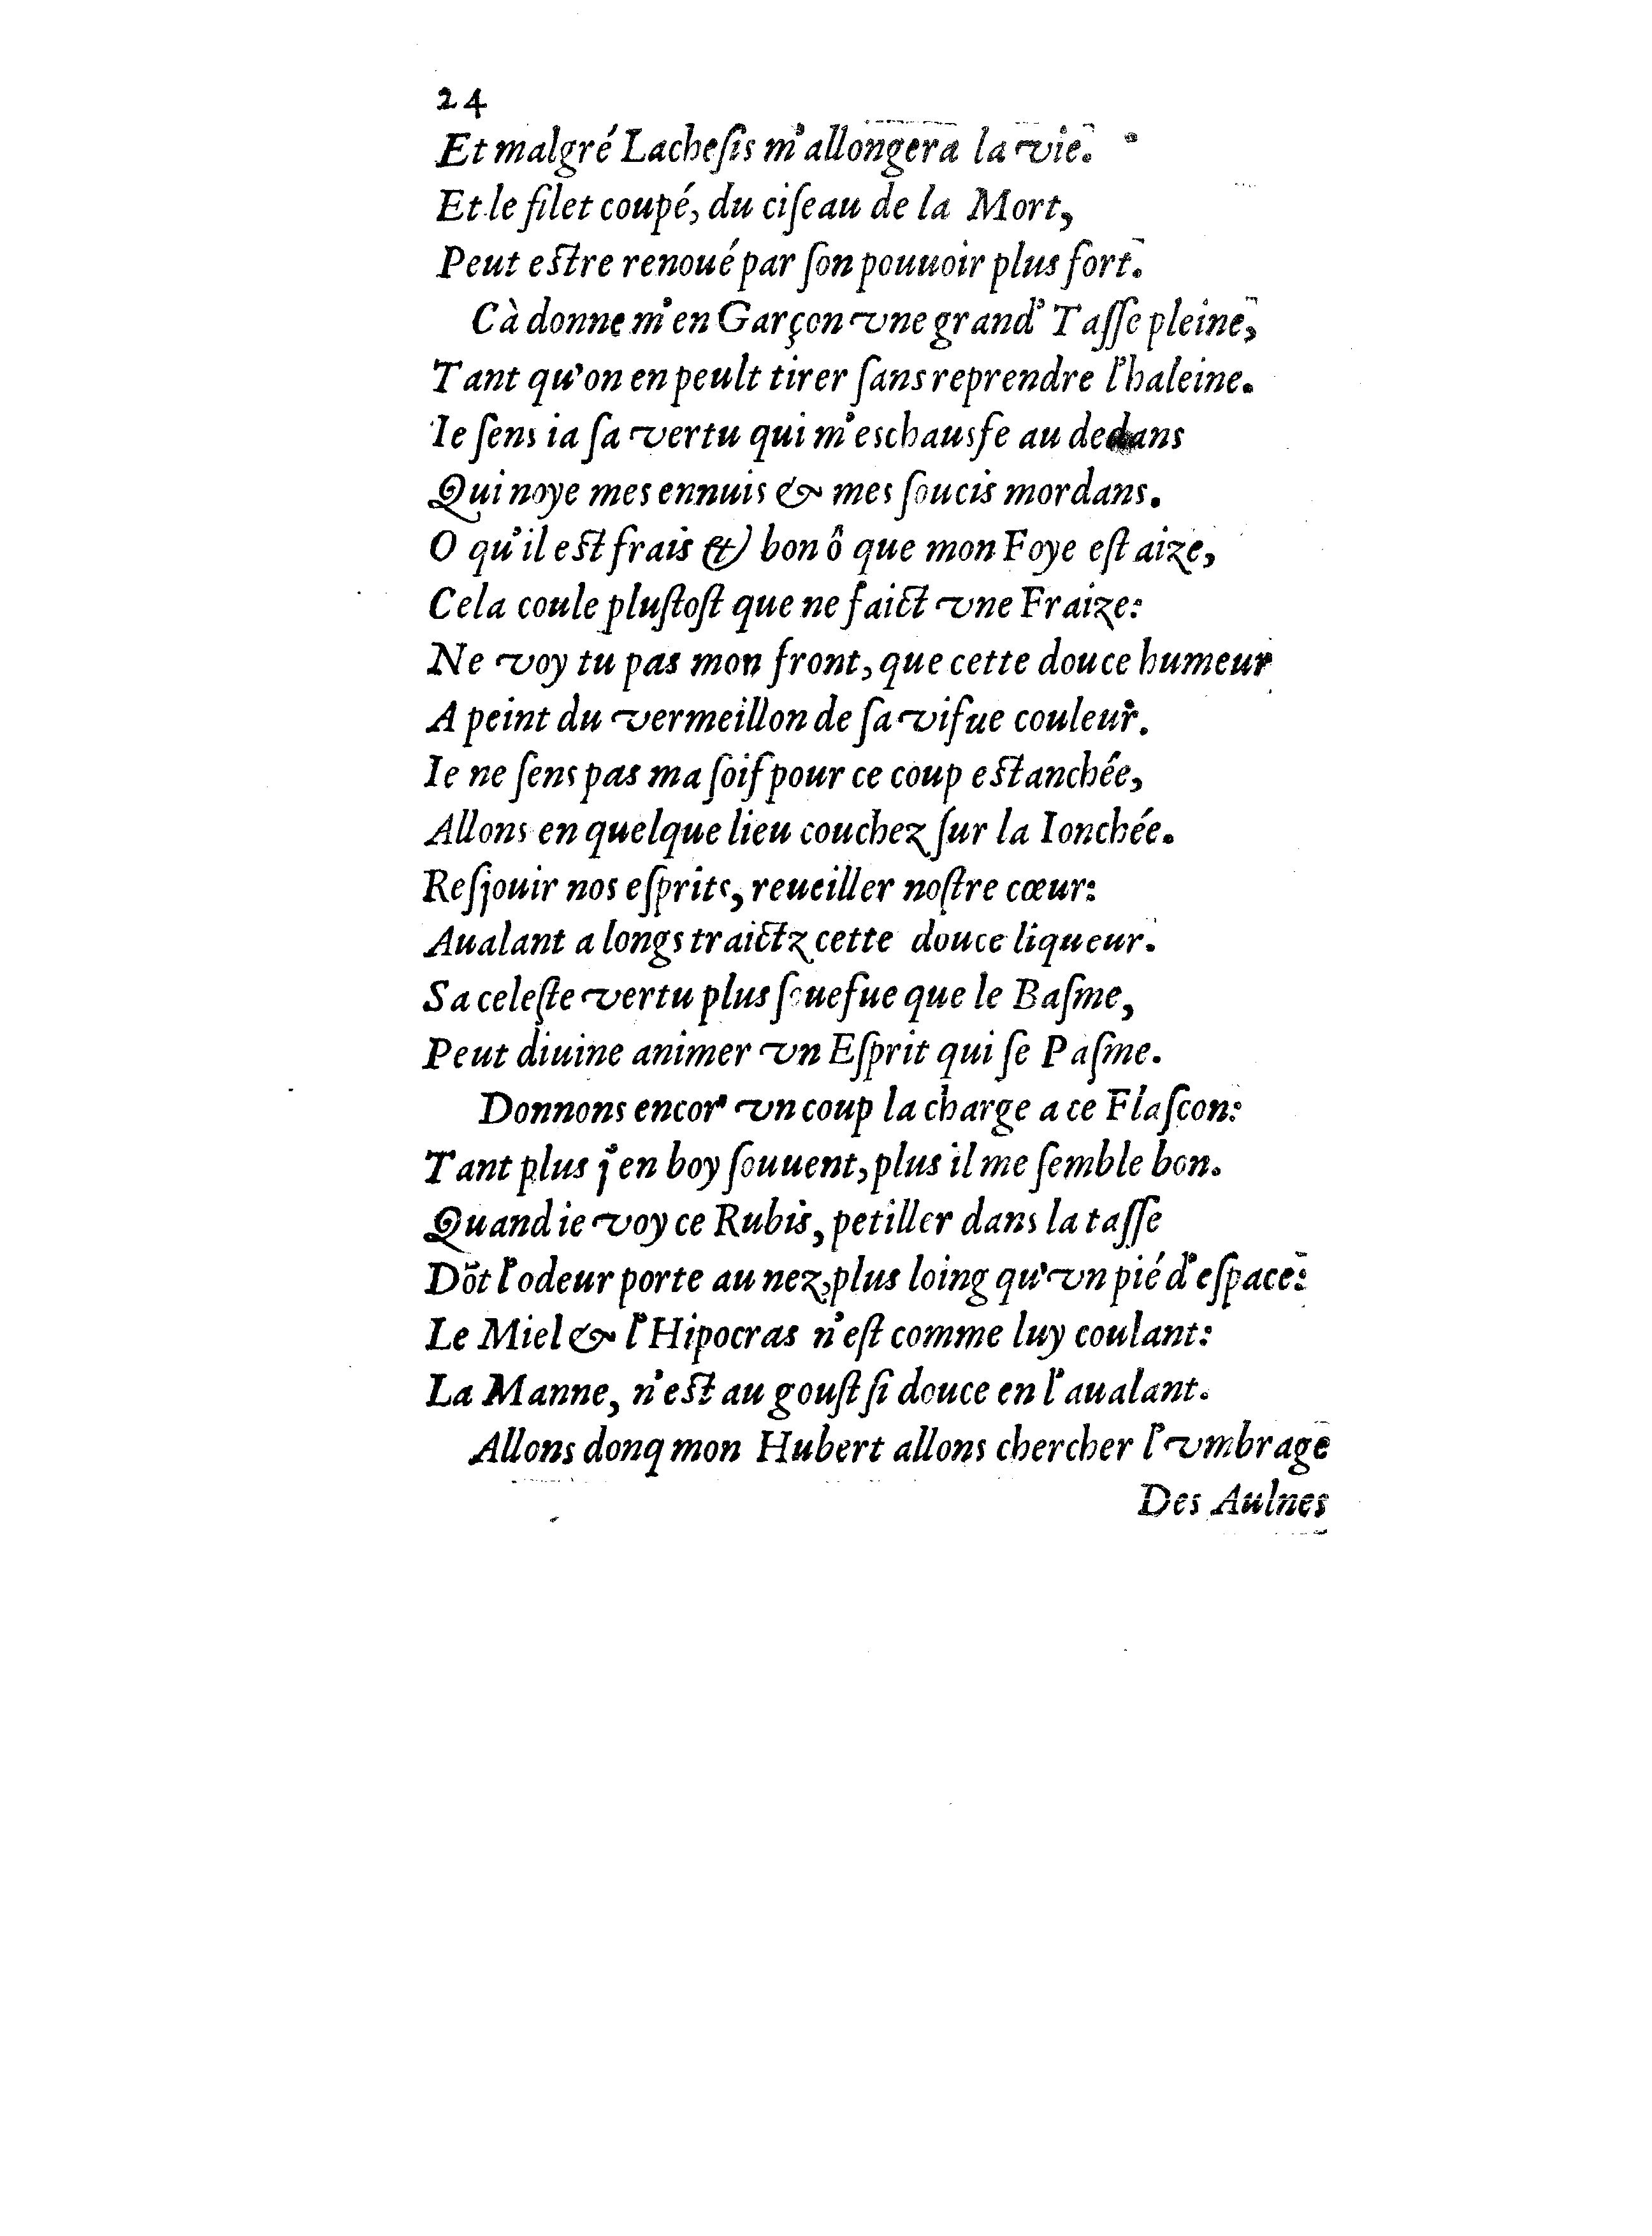 24
Et malgré Lacheſis m'allongera la vie.
Et le filet coupé, du ciſeau de la Mort,
Peut eſtre renoué par ſon pouuoir plus fort.
Cà donne m'en Garçon vne grand' Taſſe pleine,
Tant qu'on en peult tirer ſans reprendre l'haleine.
Ie ſens ia ſa vertu qui m'eschausfe au dedans
Qui noye mes ennuis & mes ſoucis mordans.
O qu'il eſt frais & bon ô que mon Foye eſt aize,
Cela coule pluſtoſt que ne faict vne Fraize:
Ne voy tu pas mon front, que cette douce humeur
A peint du vermeillon de ſa vifue couleur.
Ie ne ſens pas ma ſoif pour ce coup eſtanchée,
Allons en quelque lieu couchez ſur la Ionchée.
Reſjouir nos eſprits, reueiller noſtre cœur:
Aualant a longs traictz cette douce liqueur.
Sa celeſte vertu plus ſouefue que le Baſme,
Peut diuine animer vn Eſprit qui ſe Paſme.
Donnons encor' vn coup la charge a ce Flaſcon:
Tant plus j'en boy ſouuent, plus il me ſemble bon.
Quand ie voy ce Rubis, petiller dans la taſſe
Dõt l'odeur porte au nez, plus loing qu'vn pié d'eſpace:
Le Miel & l'Hipocras n'eſt comme luy coulant:
La Manne, n'eſt au gouſt ſi douce en l'aualant.
Allons donq mon Hubert allons chercher l'vmbrage
Des Aulnes